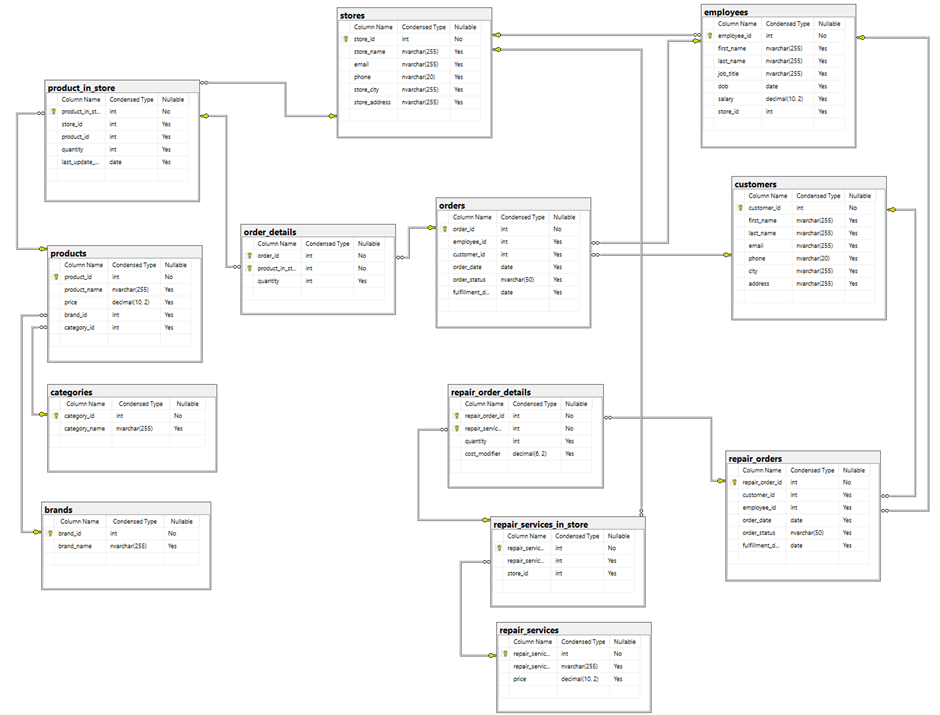 stores
Column Name Condensed Type Nullable
store_id int No
store_name nvarchar(255) Yes
email nvarchar(255) Yes
phone nvarchar(20) Yes
store_city nvarchar(255) Yes
store_address nvarchar(255) Yes
employees
Column Name Condensed Type Nullable
employee_id int No
first_name nvarchar(255) Yes
last_name nvarchar(255) Yes
job_title nvarchar(255) Yes
dob date Yes
salary decimal(10, 2) Yes
store_id int Yes
product_in_store
Column Name Condensed Type Nullable
product_in_st... int No
store_id int Yes
product_id int Yes
quantity int Yes
last_update_... date Yes
customers
Column Name Condensed Type Nullable
customer_id int No
first_name nvarchar(255) Yes
last_name nvarchar(255) Yes
email nvarchar(255) Yes
phone nvarchar(20) Yes
city nvarchar(255) Yes
address nvarchar(255) Yes
orders
Column Name Condensed Type Nullable
order_id int No
employee_id int Yes
customer_id int Yes
order_date date Yes
order_status nvarchar(50) Yes
fulfillment_d... date Yes
order_details
Column Name Condensed Type Nullable
order_id int No
product_in_st... int No
quantity int Yes
products
Column Name Condensed Type Nullable
product_id int No
product_name nvarchar(255) Yes
price decimal(10, 2) Yes
brand_id int Yes
category_id int Yes
categories
Column Name Condensed Type Nullable
category_id int No
category_name nvarchar(255) Yes
repair_order_details
Column Name Condensed Type Nullable
repair_order_id int No
repair_servic... int No
quantity int Yes
cost_modifier decimal(6, 2) Yes
repair_orders
Column Name Condensed Type Nullable
repair_order_id int No
customer_id int Yes
employee_id int Yes
order_date date Yes
order_status nvarchar(50) Yes
fulfillment_d... date Yes
brands
Column Name Condensed Type Nullable
brand_id int No
brand_name nvarchar(255) Yes
repair_services_in_store
Column Name Condensed Type Nullable
repair_servic... int No
repair_servic... int Yes
store_id int Yes
repair_services
Column Name Condensed Type Nullable
repair_servic... int No
repair_servic... nvarchar(255) Yes
price decimal(10, 2) Yes